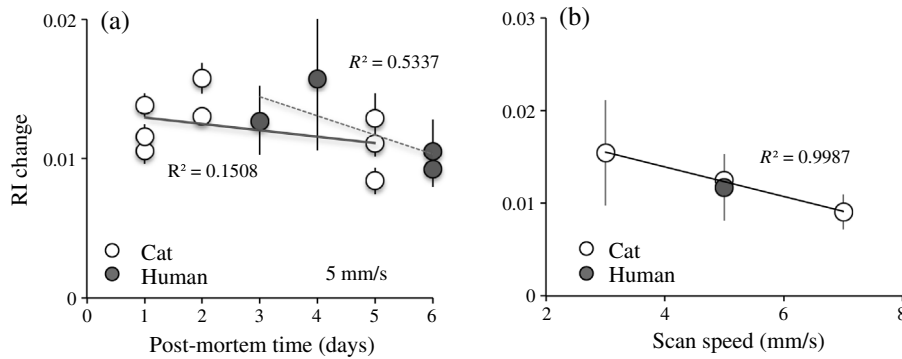 (a)
0.02
R² = 0.5337
0.01
R² = 0.1508
RI change
Cat
Human
5 mm/s
0
0 1 2 3 4 5 6
Post-mortem time (days)
(b)
0.03
0.02
R² = 0.9987
0.01
Cat
Human
0
2 4 6 8
Scan speed (mm/s)